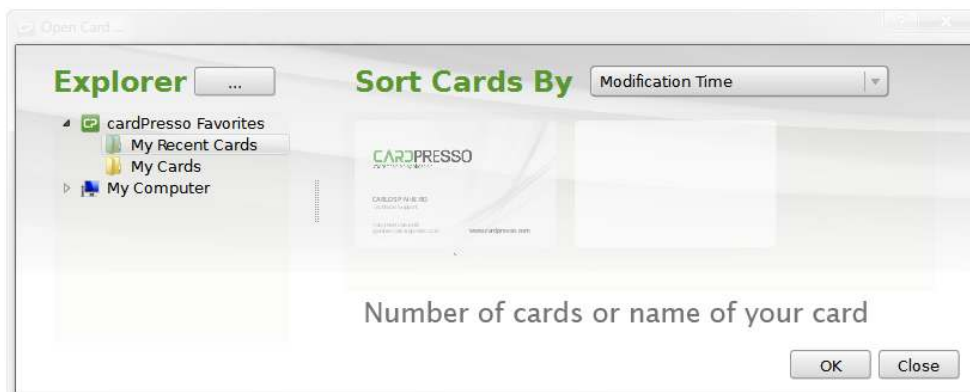 Open Card ...
Explorer
...
Sort Cards By
Modification Time
cardPresso Favorites
My Recent Cards
My Cards
My Computer
CARDPRESSO
www.cardpresso.com
Number of cards or name of your card
OK
Close